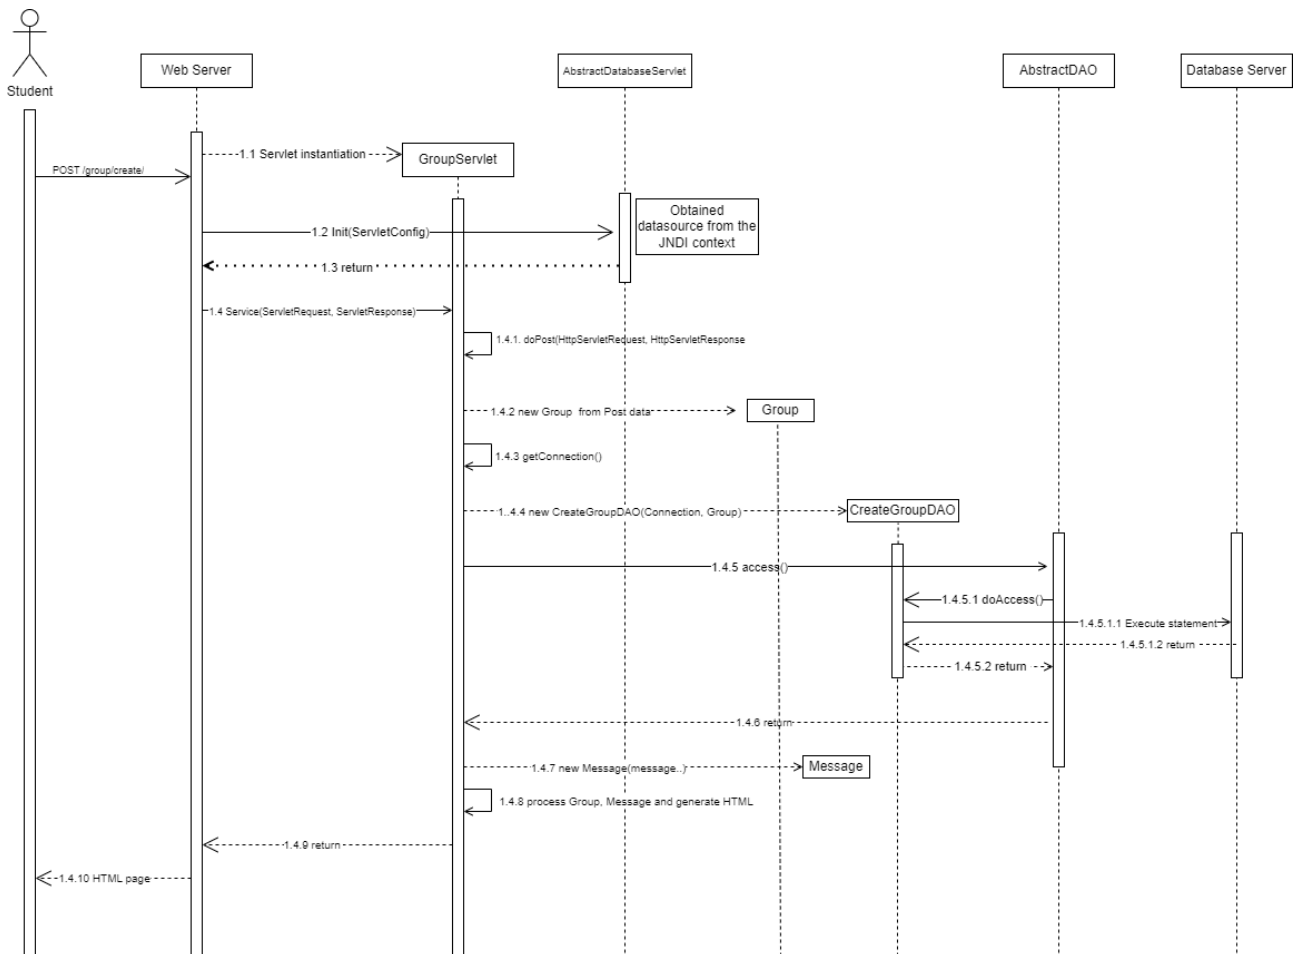 Student
Web Server
AbstractDatabaseServlet
AbstractDAO
Database Server
1.1 Servlet instantiation
GroupServlet
POST /group/create/
Obtained
datasource from the
JNDI context
1.2 Init(ServletConfig)
1.3 return
1.4 Service(ServletRequest, ServletResponse)
1.4.1. doPost(HttpServletRequest, HttpServletResponse
1.4.2 new Group from Post data
Group
1.4.3 getConnection()
1..4.4 new CreateGroupDAO(Connection, Group)
CreateGroupDAO
1.4.5 access()
1.4.5.1 doAccess()
1.4.5.1.1 Execute statement
1.4.5.1.2 return
1.4.5.2 return
1.4.6 return
1.4.7 new Message(message..)
Message
1.4.8 process Group, Message and generate HTML
1.4.9 return
1.4.10 HTML page